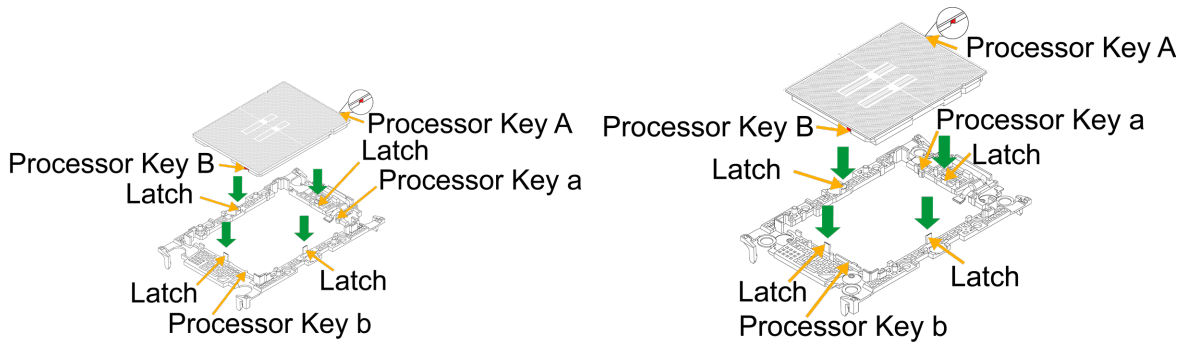 Processor Key A
Latch
Processor Key B
Processor Key a
Latch
Latch
Latch
Processor Key b
Processor Key A
Processor Key a
Processor Key B
Latch
Latch
Latch
Latch
Processor Key b